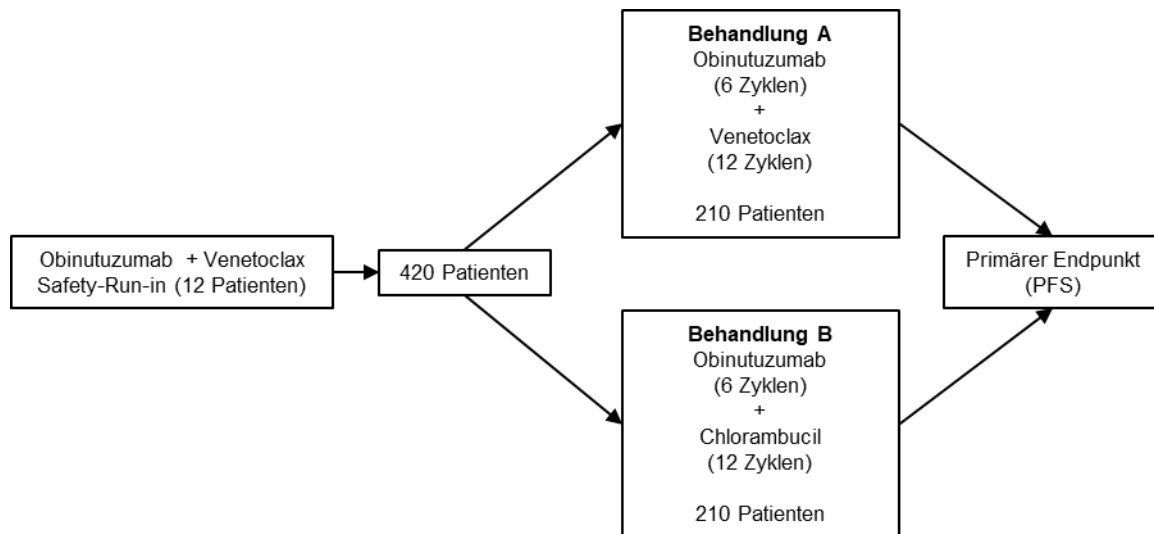 Obinutuzumab + Venetoclax
Safety-Run-in (12 Patienten)
420 Patienten
Behandlung A
Obinutuzumab
(6 Zyklen)
+
Venetoclax
(12 Zyklen)
210 Patienten
Behandlung B
Obinutuzumab
(6 Zyklen)
+
Chlorambucil
(12 Zyklen)
210 Patienten
Primärer Endpunkt
(PFS)